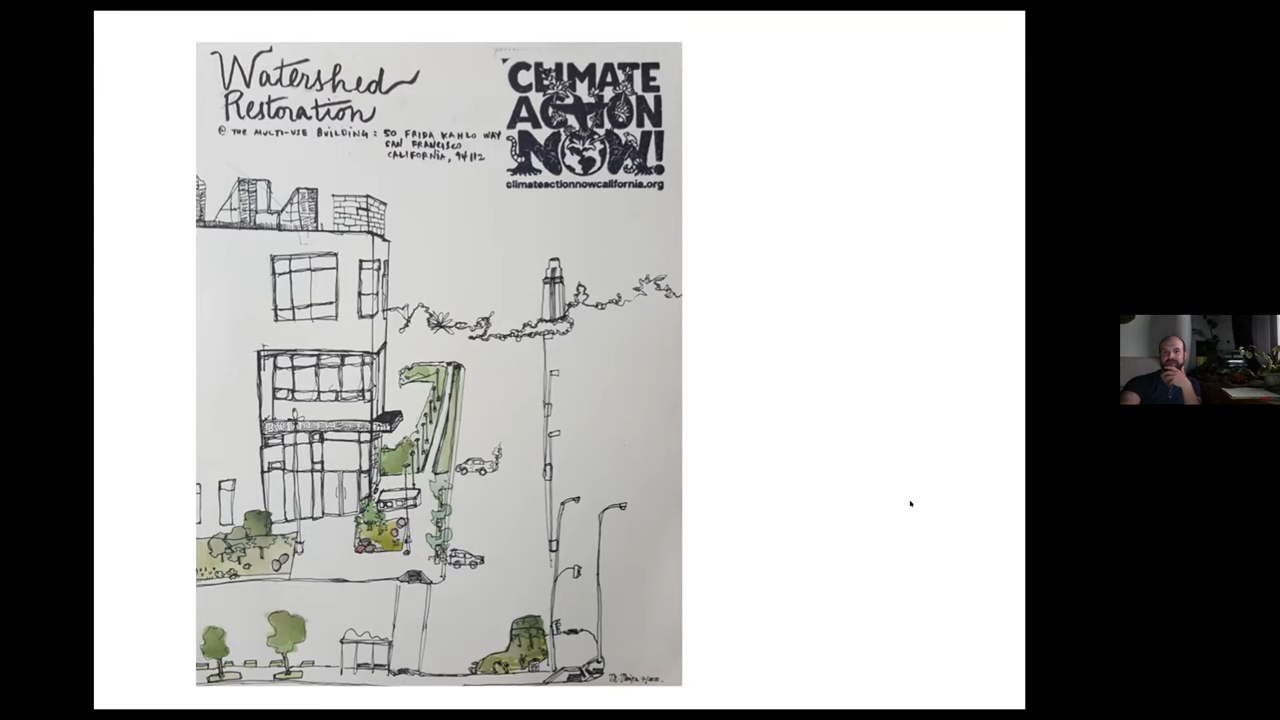 Watershed
Restoration
@ THE MULTI-USE BUILDING : 50 FRIDA KAHLO WAY
SAN FRANCISCO
CALIFORNIA, 94112
CLIMATE
ACTION
NOW!
climateactionnowcalifornia.org